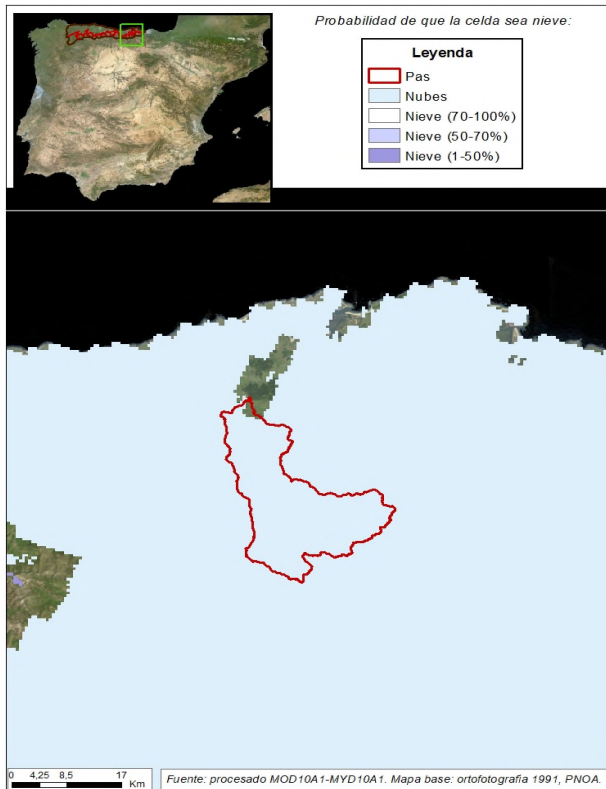 Probabilidad de que la celda sea nieve:
Leyenda
Pas
Nubes
Nieve (70-100%)
Nieve (50-70%)
Nieve (1-50%)
0 4,25 8,5 17
Km
Fuente: procesado MOD10A1-MYD10A1. Mapa base: ortofotografia 1991, PNOA.